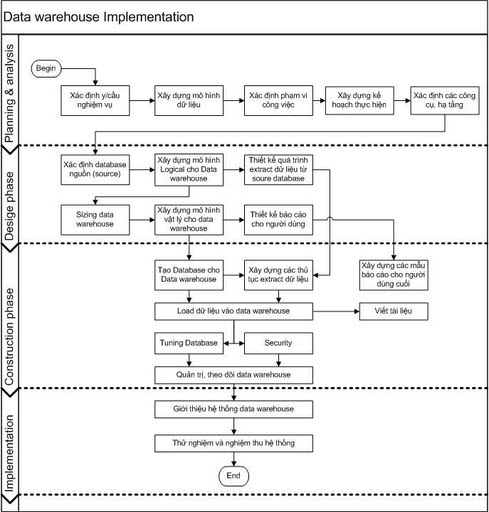 Data warehouse Implementation
Planning & analysis
Begin
Xác định y/cầu
nghiệm vụ
Xây dựng mô hình
dữ liệu
Xác định phạm vi
công việc
Xây dựng kế
hoạch thực hiện
Xác định các công
cụ, hạ tầng
Desige phase
Xác định database
nguồn (source)
Xây dựng mô hình
Logical cho Data
warehouse
Thiết kế quá trình
extract dữ liệu từ
soure database
Sizing data
warehouse
Xây dựng mô hình
vật lý cho data
warehouse
Thiết kế báo cáo
cho người dùng
Construction phase
Tạo Database cho
Data warehouse
Xây dựng các thủ
tục extract dữ liệu
Xây dựng các mẫu
báo cáo cho người
dùng cuối
Load dữ liệu vào data warehouse
Viết tài liệu
Tuning Database
Security
Quản trị, theo dõi data warehouse
Implementation
Giới thiệu hệ thống data warehouse
Thử nghiệm và nghiệm thu hệ thống
End